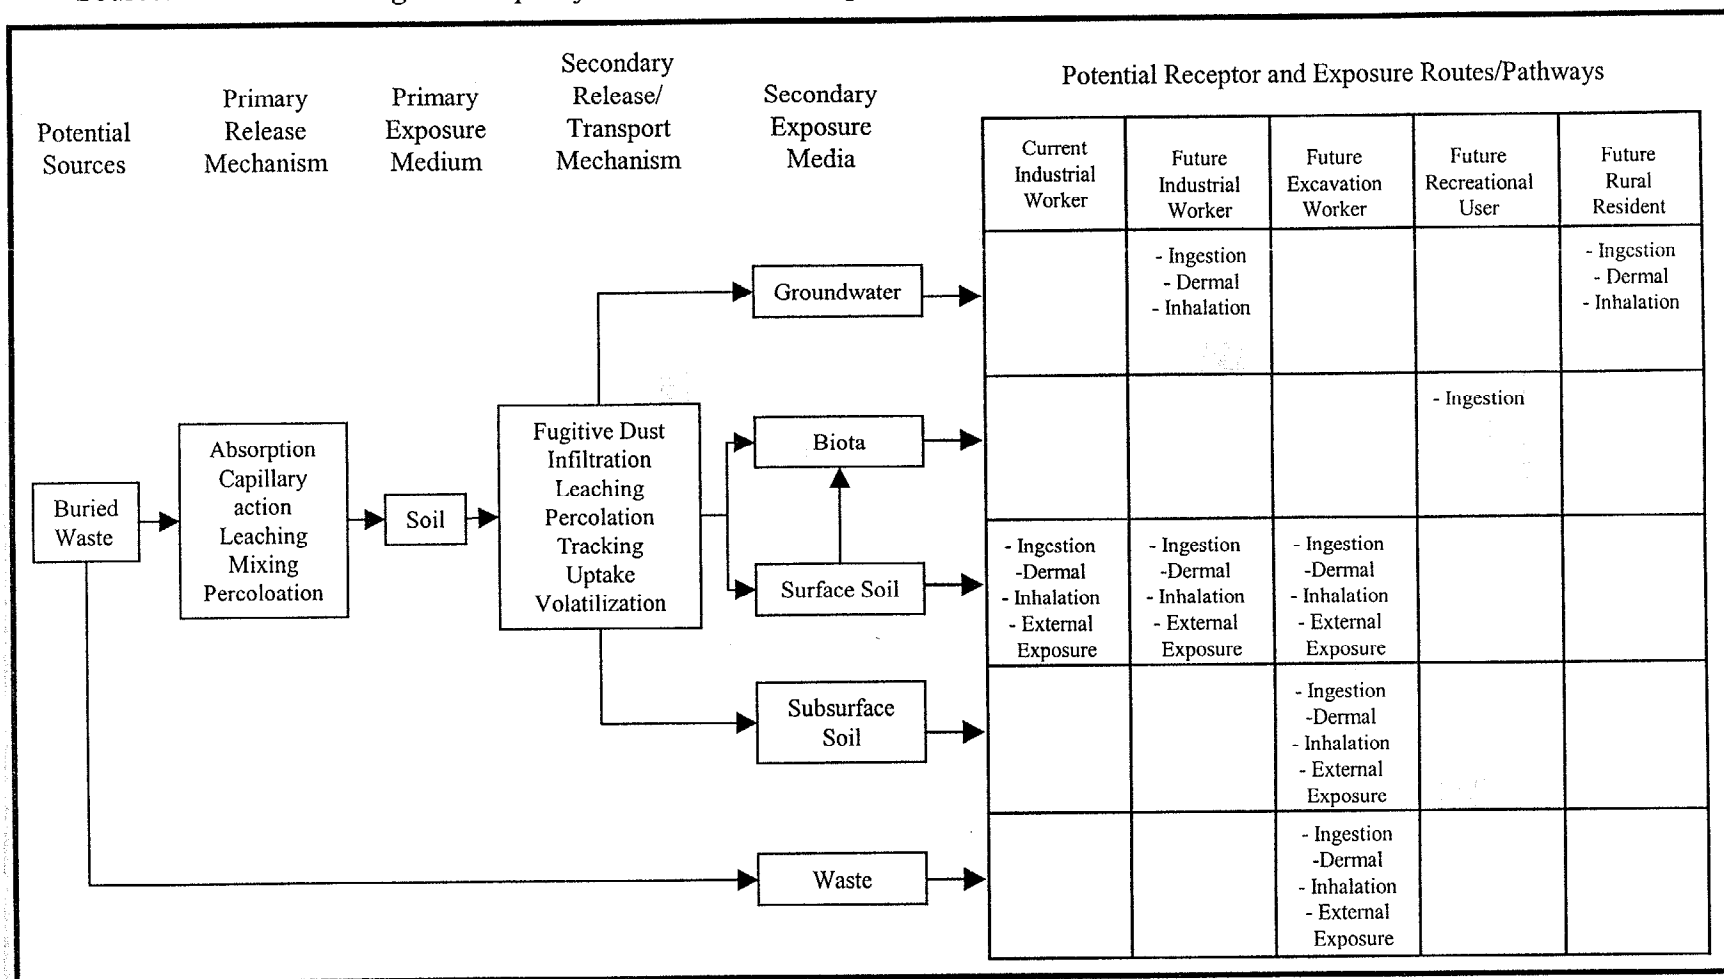 Potential
Sources
Primary
Release
Mechanism
Primary
Exposure
Medium
Secondary
Release/
Transport
Mechanism
Secondary
Exposure
Media
Potential Receptor and Exposure Routes/Pathways
Current
Industrial
Worker
Future
Industrial
Worker
Future
Excavation
Worker
Future
Recreational
User
Future
Rural
Resident
Buried
Waste
Absorption
Capillary
action
Leaching
Mixing
Percoloation
Soil
Fugitive Dust
Infiltration
Leaching
Percolation
Tracking
Uptake
Volatilization
Groundwater
- Ingestion
- Dermal
- Inhalation
- Ingestion
- Dermal
- Inhalation
Biota
- Ingestion
Surface Soil
- Ingestion
-Dermal
- Inhalation
- External
Exposure
- Ingestion
-Dermal
- Inhalation
- External
Exposure
- Ingestion
-Dermal
- Inhalation
- External
Exposure
Subsurface
Soil
- Ingestion
-Dermal
- Inhalation
- External
Exposure
Waste
- Ingestion
-Dermal
- Inhalation
- External
Exposure